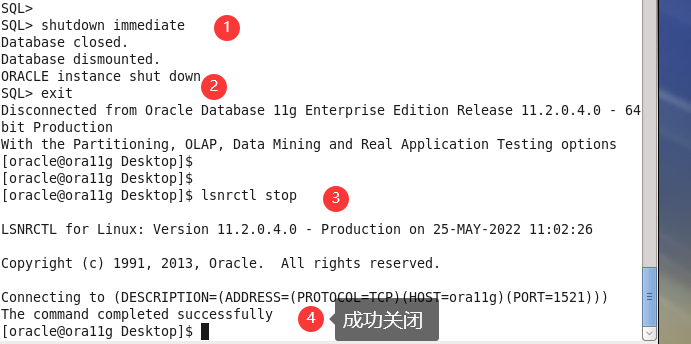 SQL>
SQL> shutdown immediate 1
Database closed.
Database dismounted.
ORACLE instance shut down
SQL> exit 2
Disconnected from Oracle Database 11g Enterprise Edition Release 11.2.0.4.0 - 64
bit Production
With the Partitioning, OLAP, Data Mining and Real Application Testing options
[oracle@ora11g Desktop]$
[oracle@ora11g Desktop]$
[oracle@ora11g Desktop]$ lsnrctl stop 3
LSNRCTL for Linux: Version 11.2.0.4.0 - Production on 25-MAY-2022 11:02:26
Copyright (c) 1991, 2013, Oracle.  All rights reserved.
Connecting to (DESCRIPTION=(ADDRESS=(PROTOCOL=TCP)(HOST=ora11g)(PORT=1521)))
The command completed successfully 4 成功关闭
[oracle@ora11g Desktop]$